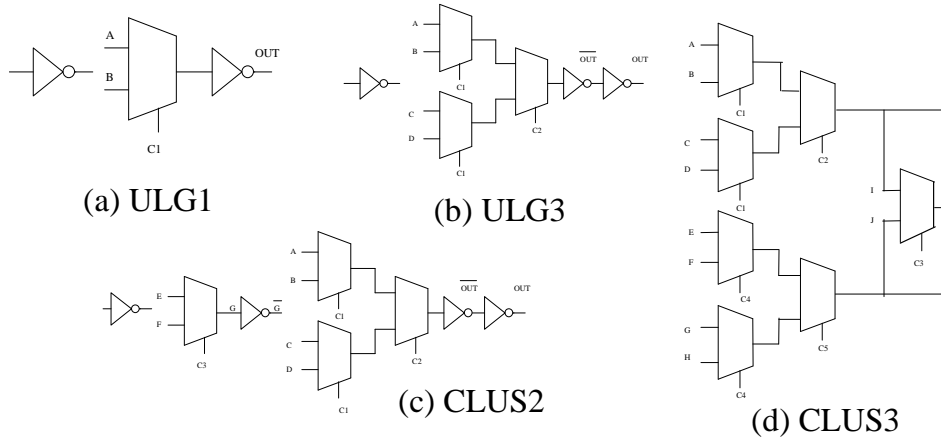 A
B
C1
OUT
(a) ULG1
A
B
C1
C
D
C1
C2
OUT
OUT
(b) ULG3
E
F
C3
G
G
A
B
C1
C
D
C1
C2
OUT
OUT
(c) CLUS2
A
B
C1
C
D
C1
C2
I
J
C3
E
F
C4
G
H
C4
C5
(d) CLUS3